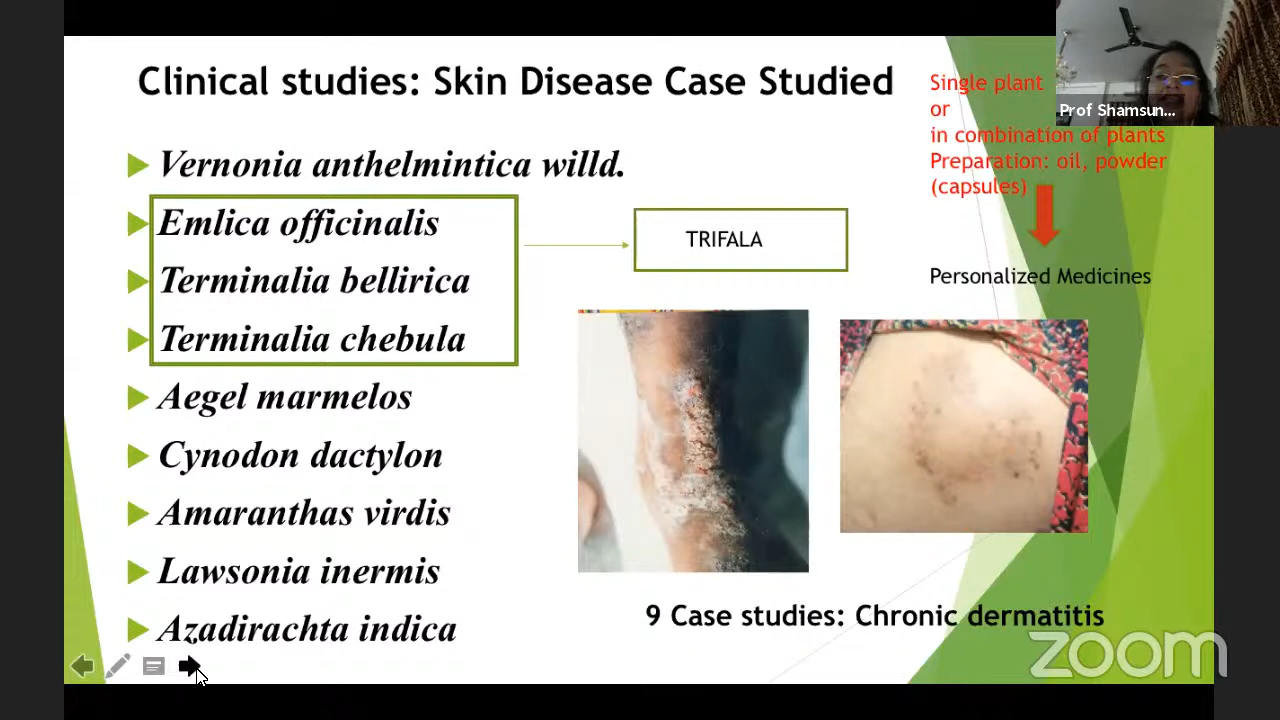 Clinical studies: Skin Disease Case Studied
Single plant
or
in combination of plants
Preparation: oil, powder
(capsules)
Prof Shamsun...
Personalized Medicines
Vernonia anthelmintica willd.
Emlica officinalis
Terminalia bellirica
Terminalia chebula
TRIFALA
Aegel marmelos
Cynodon dactylon
Amaranthas virdis
Lawsonia inermis
Azadirachta indica
9 Case studies: Chronic dermatitis
zoom